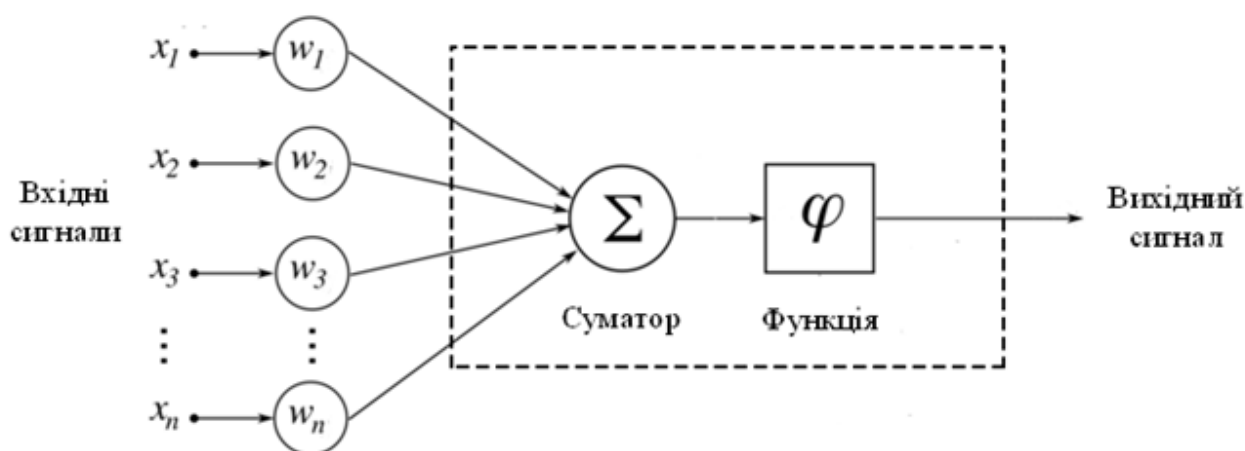 x1 w1
x2 w2
Вхідні
сигнали
x3 w3
⋮ ⋮
xn wn
Σ
Суматор
φ
Функція
Вихідний
сигнал